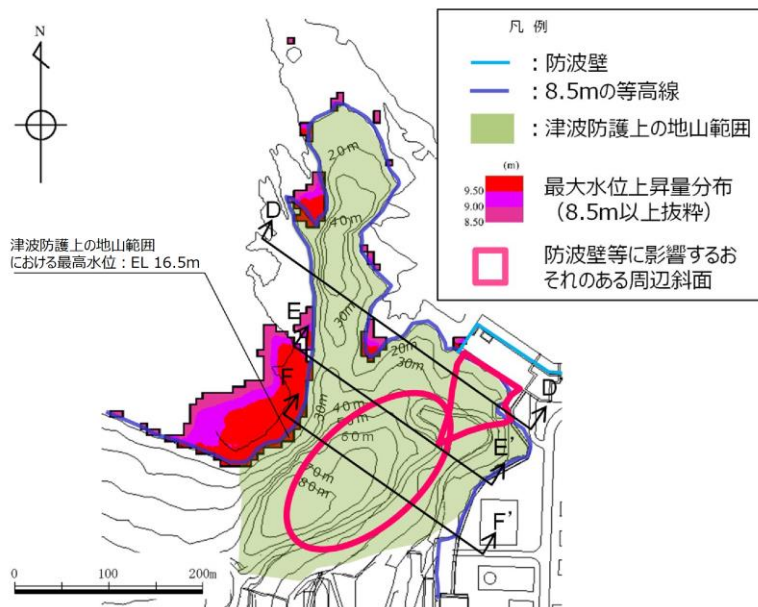 N
凡 例
：防波壁
：8.5mの等高線
：津波防護上の地山範囲
(m)
9.50
9.00
8.50
最大水位上昇量分布
（8.5m以上抜粋）
防波壁等に影響するお
それのある周辺斜面
津波防護上の地山範囲
における最高水位：EL 16.5m
20m
D
40m
E
30m
20m
30m
F
30m
40m
60m
70m
80m
D
E'
F'
0 100 200m